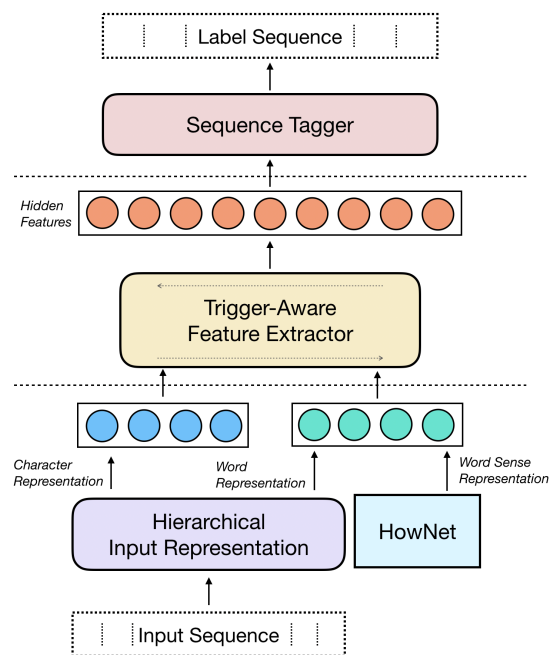 Label Sequence
Sequence Tagger
Hidden
Features
Trigger-Aware
Feature Extractor
Character
Representation
Word
Representation
Word Sense
Representation
Hierarchical
Input Representation
HowNet
Input Sequence